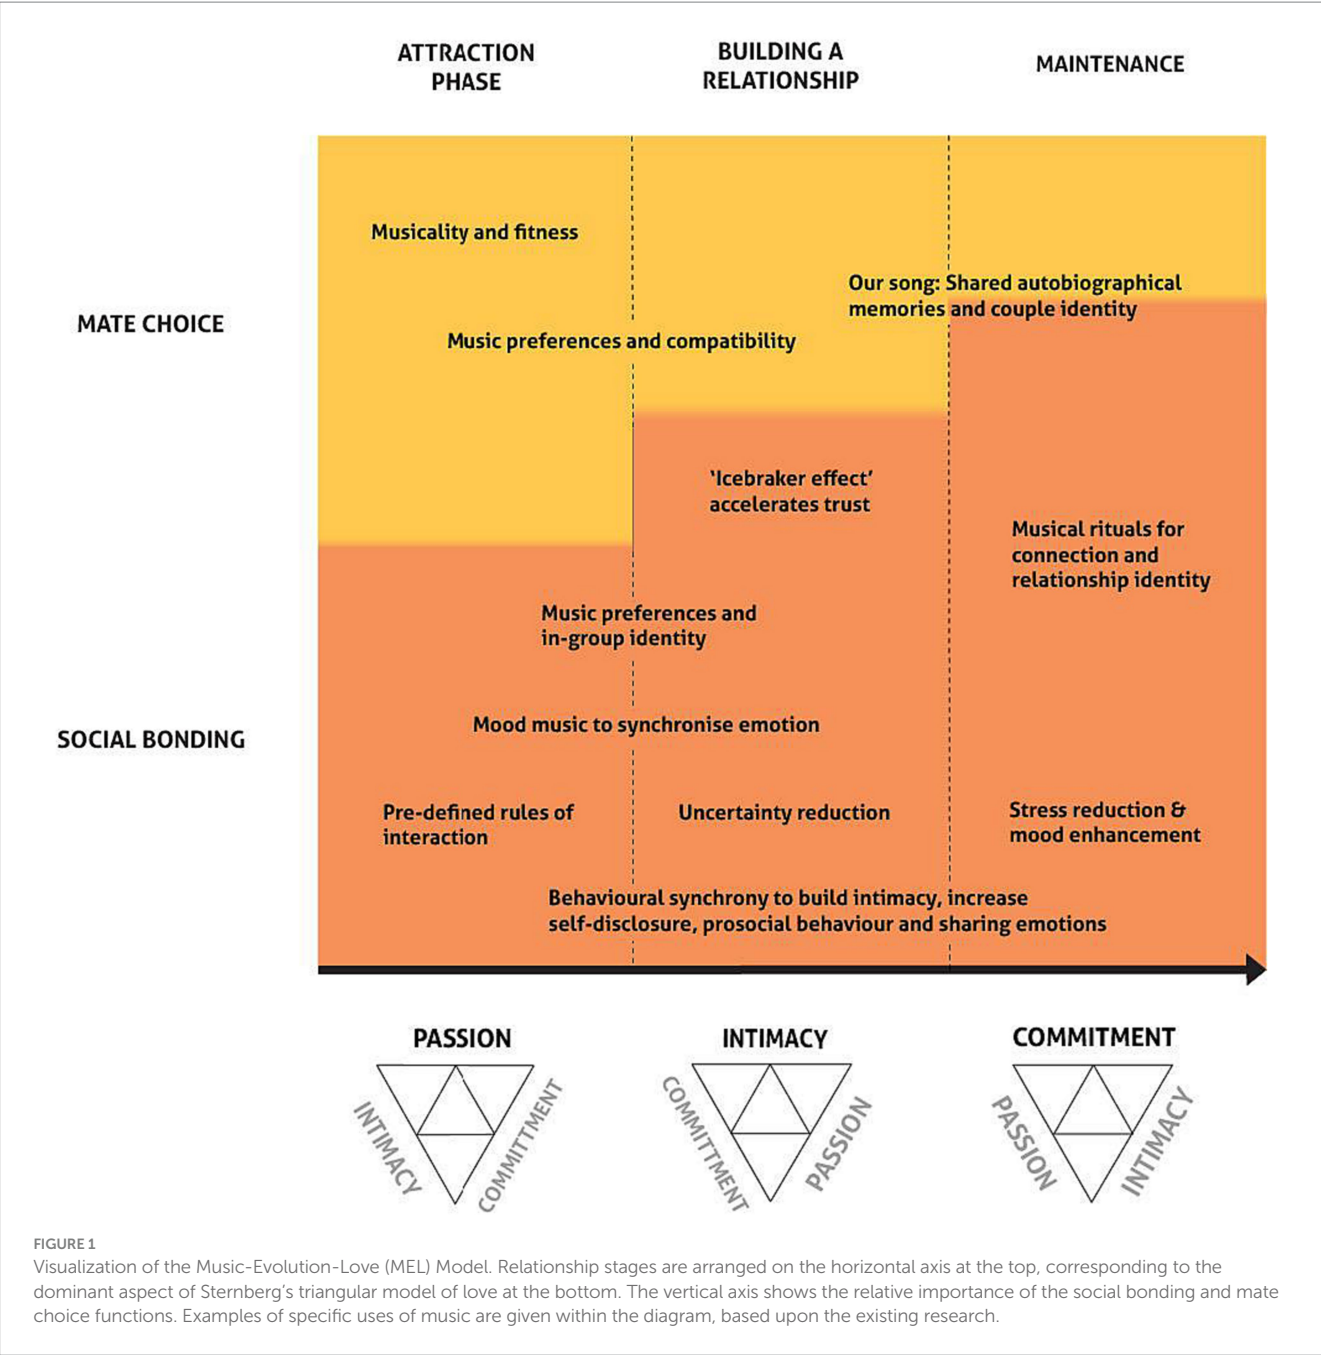 ATTRACTION
PHASE
BUILDING A
RELATIONSHIP
MAINTENANCE
MATE CHOICE
SOCIAL BONDING
Musicality and fitness
Our song: Shared autobiographical
memories and couple identity
Music preferences and compatibility
'Icebraker effect'
accelerates trust
Musical rituals for
connection and
relationship identity
Music preferences and
in-group identity
Mood music to synchronise emotion
Pre-defined rules of
interaction
Uncertainty reduction
Stress reduction &
mood enhancement
Behavioural synchrony to build intimacy, increase
self-disclosure, prosocial behaviour and sharing emotions
PASSION
INTIMACY
COMMITTMENT
INTIMACY
COMMITTMENT
PASSION
COMMITMENT
PASSION
INTIMACY
FIGURE 1
Visualization of the Music-Evolution-Love (MEL) Model. Relationship stages are arranged on the horizontal axis at the top, corresponding to the
dominant aspect of Sternberg's triangular model of love at the bottom. The vertical axis shows the relative importance of the social bonding and mate
choice functions. Examples of specific uses of music are given within the diagram, based upon the existing research.